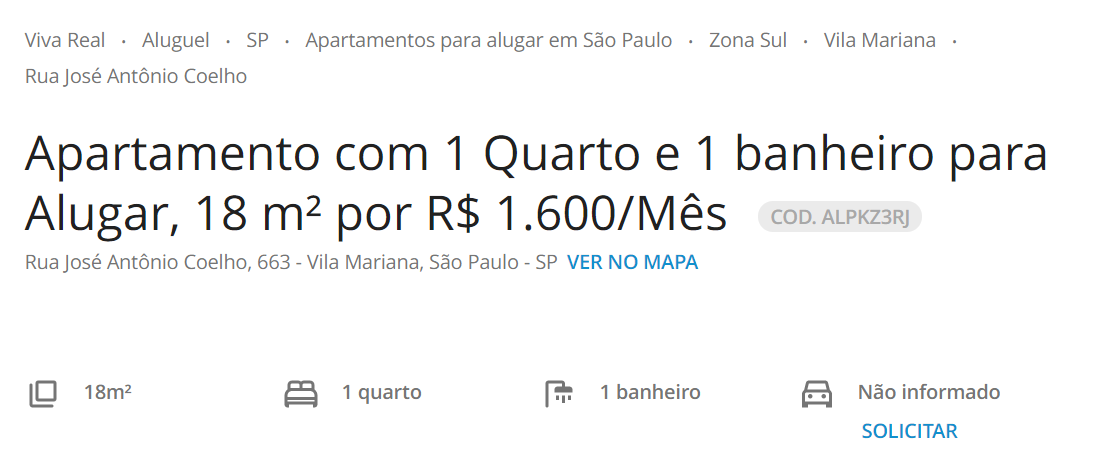 Viva Real · Aluguel · SP · Apartamentos para alugar em São Paulo · Zona Sul · Vila Mariana ·
Rua José Antônio Coelho
Apartamento com 1 Quarto e 1 banheiro para
Alugar, 18 m² por R$ 1.600/Mês COD. ALPKZ3RJ
Rua José Antônio Coelho, 663 - Vila Mariana, São Paulo - SP VER NO MAPA
18m² 1 quarto 1 banheiro Não informado
SOLICITAR